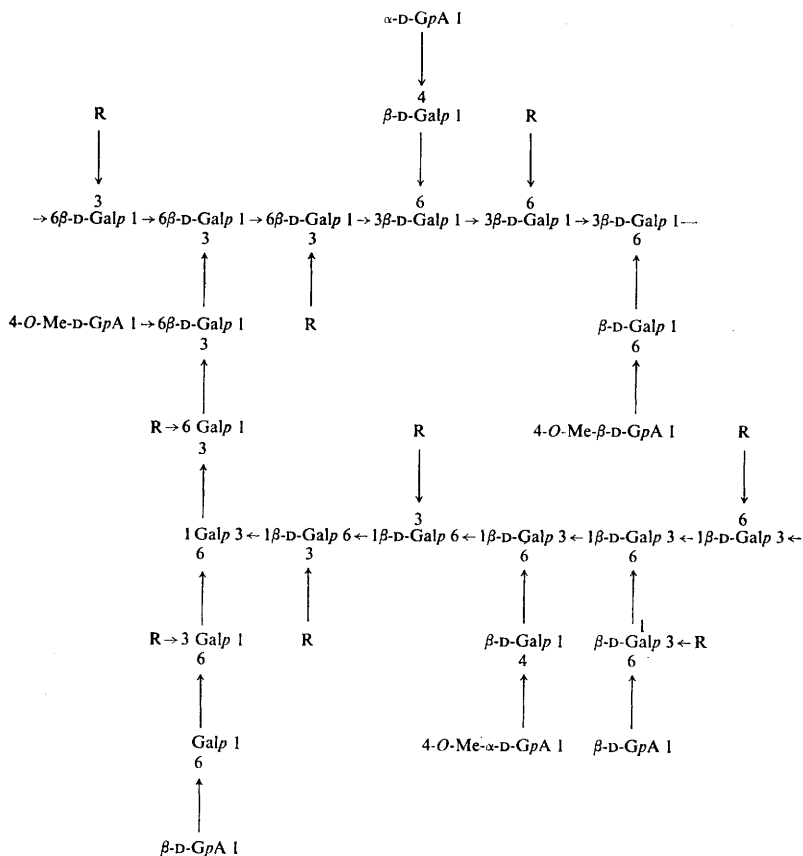 α-D-GpA 1
4
R β-D-Galp 1 R
3 6 6
→6β-D-Galp 1→6β-D-Galp 1→6β-D-Galp 1→3β-D-Galp 1→3β-D-Galp 1→3β-D-Galp 1—
3 3 6
4-O-Me-D-GpA 1→6β-D-Galp 1 R β-D-Galp 1
3 6
R→6 Galp 1 R 4-O-Me-β-D-GpA 1 R
3
3 6
1 Galp 3←1β-D-Galp 6←1β-D-Galp 6←1β-D-Galp 3←1β-D-Galp 3←1β-D-Galp 3←
6 3 6 6
1
R→3 Galp 1 R β-D-Galp 1 β-D-Galp 3←R
6 4 6
Galp 1 4-O-Me-α-D-GpA 1 β-D-GpA 1
6
β-D-GpA 1